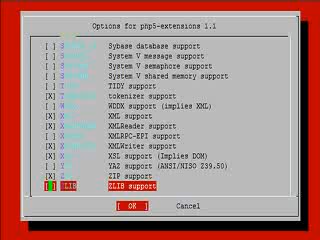 Options for php5-extensions 1.1
[ ] Sybase database support
[ ] System V message support
[ ] System V semaphore support
[ ] System V shared memory support
[ ] TIDY support
[X] tokenizer support
[ ] WDDX support (implies XML)
[X] XML support
[X] XMLReader support
[ ] XMLRPC-EPI support
[X] XMLWriter support
[X] XSL support (Implies DOM)
[ ] YAZ support (ANSI/NISO Z39.50)
[X] ZIP support
[ ] ZLIB ZLIB support
[ OK ] Cancel